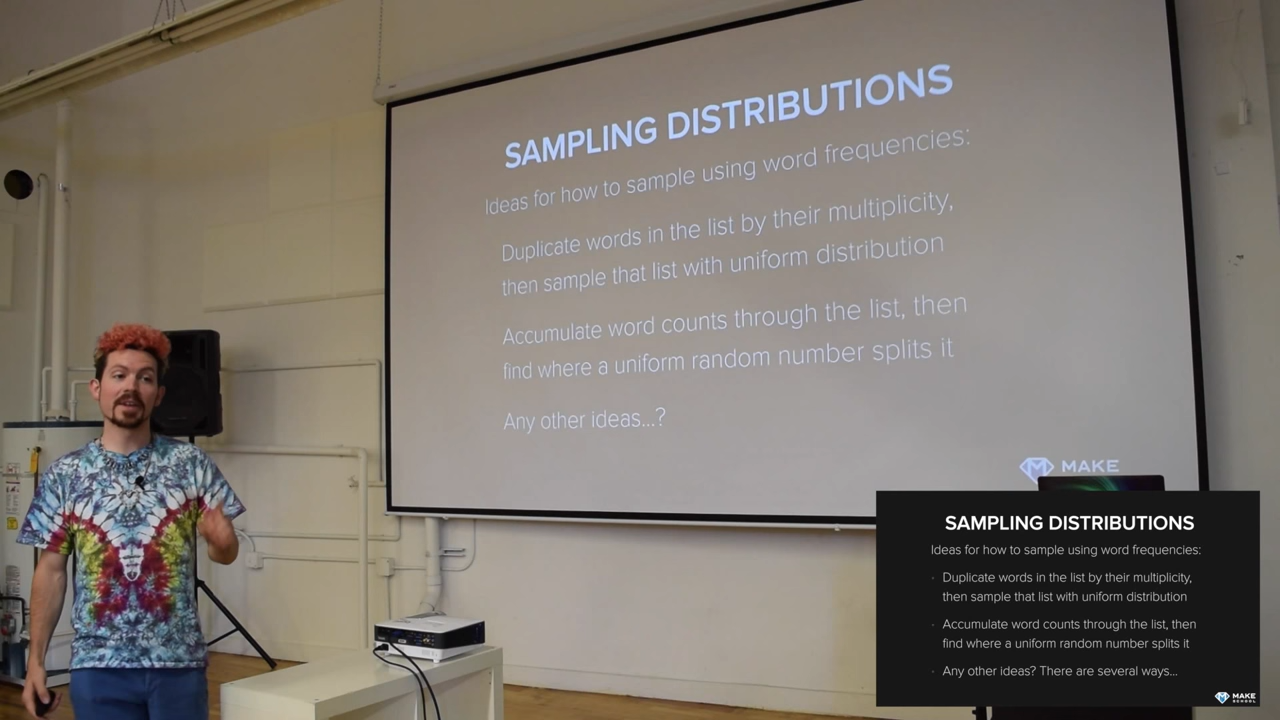 SAMPLING DISTRIBUTIONS
Ideas for how to sample using word frequencies:
Duplicate words in the list by their multiplicity,
then sample that list with uniform distribution
Accumulate word counts through the list, then
find where a uniform random number splits it
Any other ideas...?
MAKE
SAMPLING DISTRIBUTIONS
Ideas for how to sample using word frequencies:
· Duplicate words in the list by their multiplicity,
then sample that list with uniform distribution
· Accumulate word counts through the list, then
find where a uniform random number splits it
· Any other ideas? There are several ways...
MAKE
SCHOOL